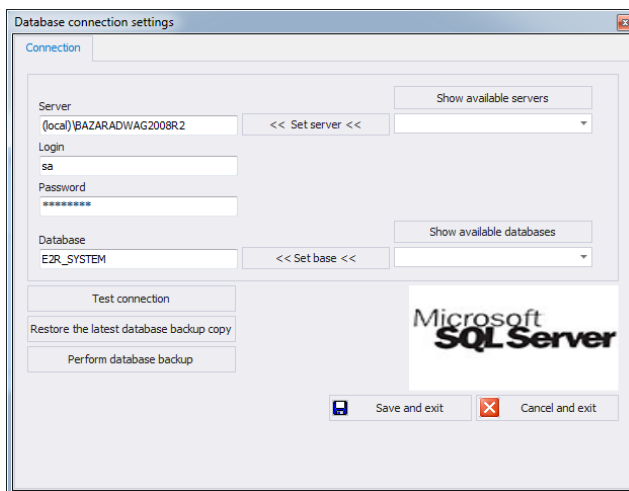 Database connection settings
Connection
Show available servers
Server
(local)\BAZARADWAG2008R2
<< Set server <<
Login
sa
Password
********
Show available databases
Database
E2R_SYSTEM
<< Set base <<
Test connection
Restore the latest database backup copy
Perform database backup
Microsoft
SQL Server
Save and exit
Cancel and exit